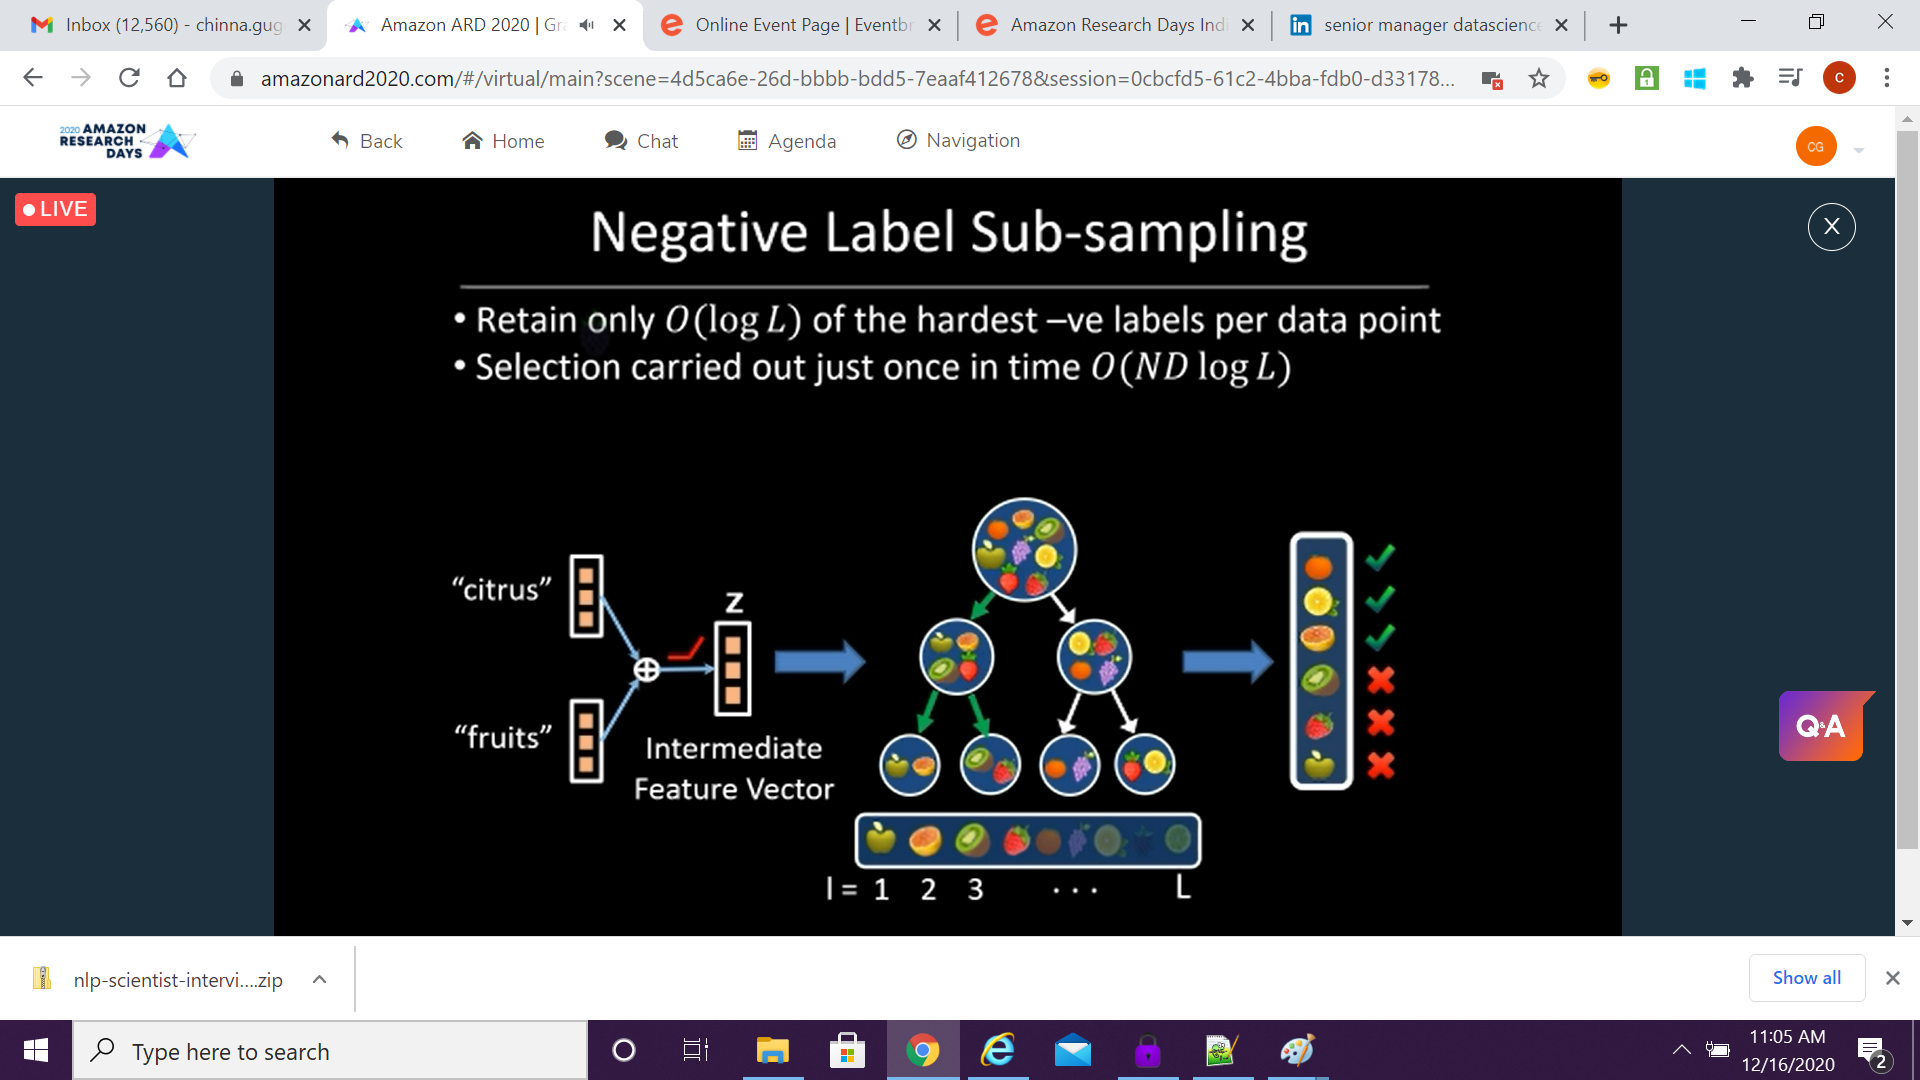 Inbox (12,560) - chinna.gug
Amazon ARD 2020 | Gr
Online Event Page | Eventbr
Amazon Research Days Indi
senior manager datascience
amazonard2020.com/#/virtual/main?scene=4d5ca6e-26d-bbbb-bdd5-7eaaf412678&session=0cbcfd5-61c2-4bba-fdb0-d33178...
C
2020 AMAZON
RESEARCH
DAYS
Back
Home
Chat
Agenda
Navigation
CG
LIVE
X
Negative Label Sub-sampling
• Retain only O(log L) of the hardest –ve labels per data point
• Selection carried out just once in time O(ND log L)
“citrus”
Z
“fruits”
Intermediate
Feature Vector
l = 1 2 3 ... L
Q&A
nlp-scientist-intervi....zip
Show all
Type here to search
11:05 AM
12/16/2020
2